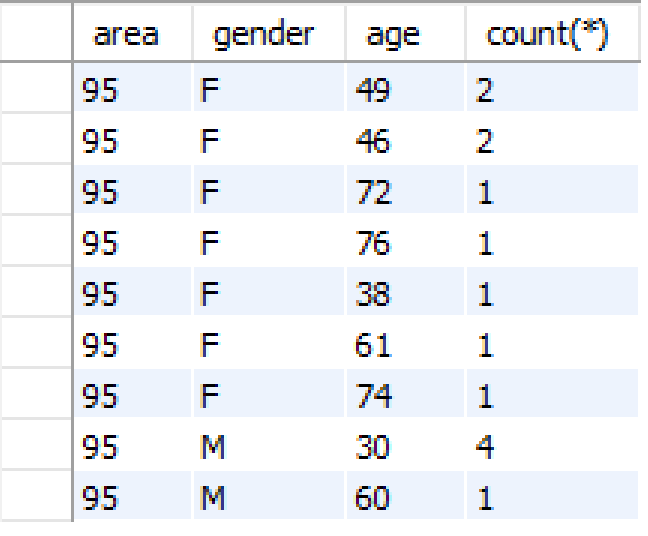 area gender age count(*)
95 F 49 2
95 F 46 2
95 F 72 1
95 F 76 1
95 F 38 1
95 F 61 1
95 F 74 1
95 M 30 4
95 M 60 1